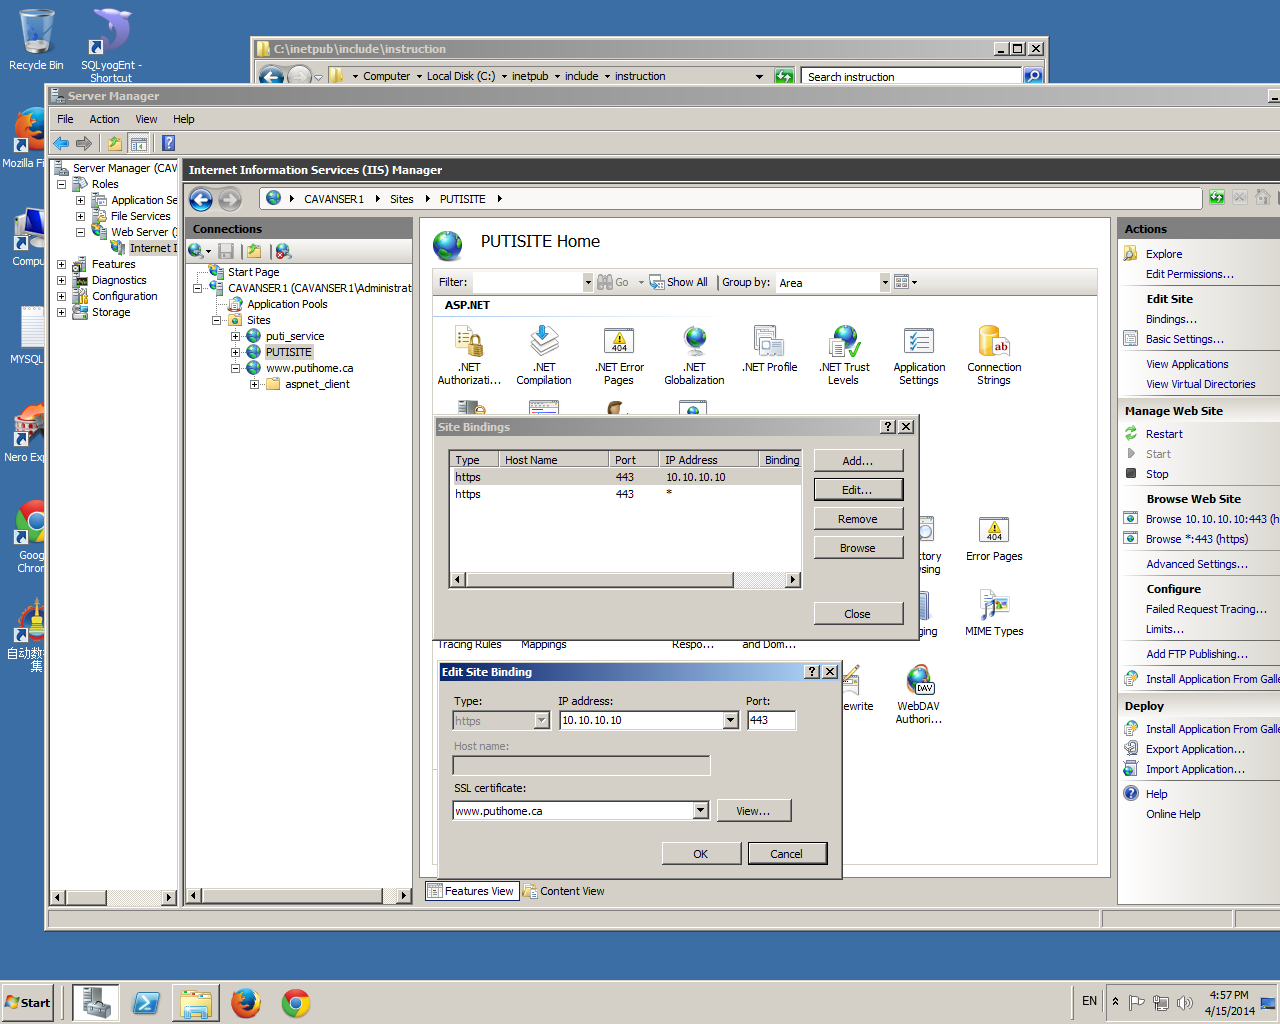 Recycle Bin
SQLyogEnt -
Shortcut
C:\inetpub\include\instruction
Computer
Local Disk (C:)
inetpub
include
instruction
Search instruction
Server Manager
File
Action
View
Help
Mozilla Fi
Compu
MYSQL
Nero Exp
Goog
Chron
自动数
集
Server Manager (CAV
Roles
Application Se
File Services
Web Server (
Internet I
Features
Diagnostics
Configuration
Storage
Internet Information Services (IIS) Manager
CAVANSER1
Sites
PUTISITE
Connections
Start Page
CAVANSER1 (CAVANSER1\Administrat
Application Pools
Sites
puti_service
PUTISITE
www.putihome.ca
aspnet_client
PUTISITE Home
Filter:
Go
Show All
Group by:
Area
ASP.NET
.NET
Authorizati...
.NET
Compilation
.NET Error
Pages
.NET
Globalization
.NET Profile
.NET Trust
Levels
Application
Settings
Connection
Strings
Site Bindings
Type
Host Name
Port
IP Address
Binding
https
443
10.10.10.10
https
443
*
Add...
Edit...
Remove
Browse
Close
ctory
wsing
Error Pages
ging
MIME Types
Tracing Rules
Mappings
Respo...
and Dom...
ewrite
WebDAV
Authori...
Edit Site Binding
Type:
IP address:
Port:
https
10.10.10.10
443
Host name:
SSL certificate:
www.putihome.ca
View...
OK
Cancel
Features View
Content View
Actions
Explore
Edit Permissions...
Edit Site
Bindings...
Basic Settings...
View Applications
View Virtual Directories
Manage Web Site
Restart
Start
Stop
Browse Web Site
Browse 10.10.10.10:443 (h
Browse *:443 (https)
Advanced Settings...
Configure
Failed Request Tracing...
Limits...
Add FTP Publishing...
Install Application From Galle
Deploy
Install Application From Galle
Export Application...
Import Application...
Help
Online Help
Start
EN
4:57 PM
4/15/2014